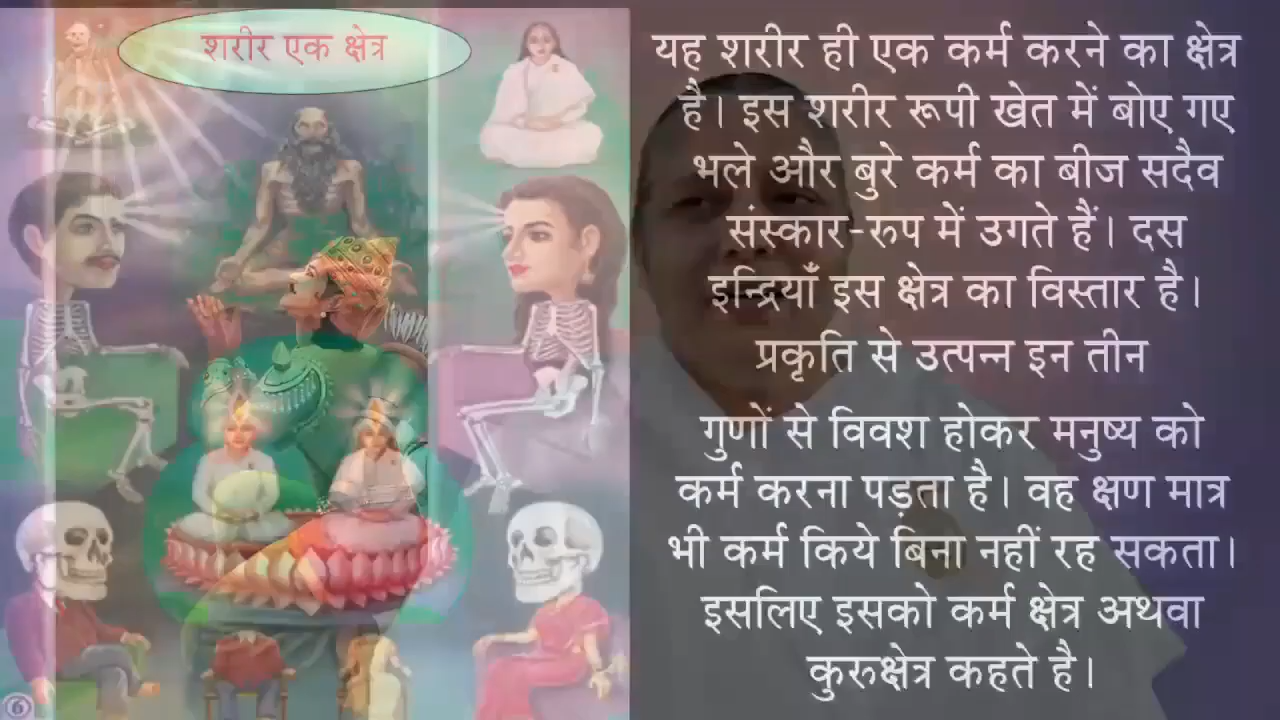 शरीर एक क्षेत्र
यह शरीर ही एक कर्म करने का क्षेत्र
है। इस शरीर रूपी खेत में बोए गए
भले और बुरे कर्म का बीज सदैव
संस्कार-रुप में उगते हैं। दस
इन्द्रियाँ इस क्षेत्र का विस्तार है।
प्रकृति से उत्पन्न इन तीन
गुणों से विवश होकर मनुष्य को
कर्म करना पड़ता है। वह क्षण मात्र
भी कर्म किये बिना नहीं रह सकता।
इसलिए इसको कर्म क्षेत्र अथवा
कुरुक्षेत्र कहते है।
6